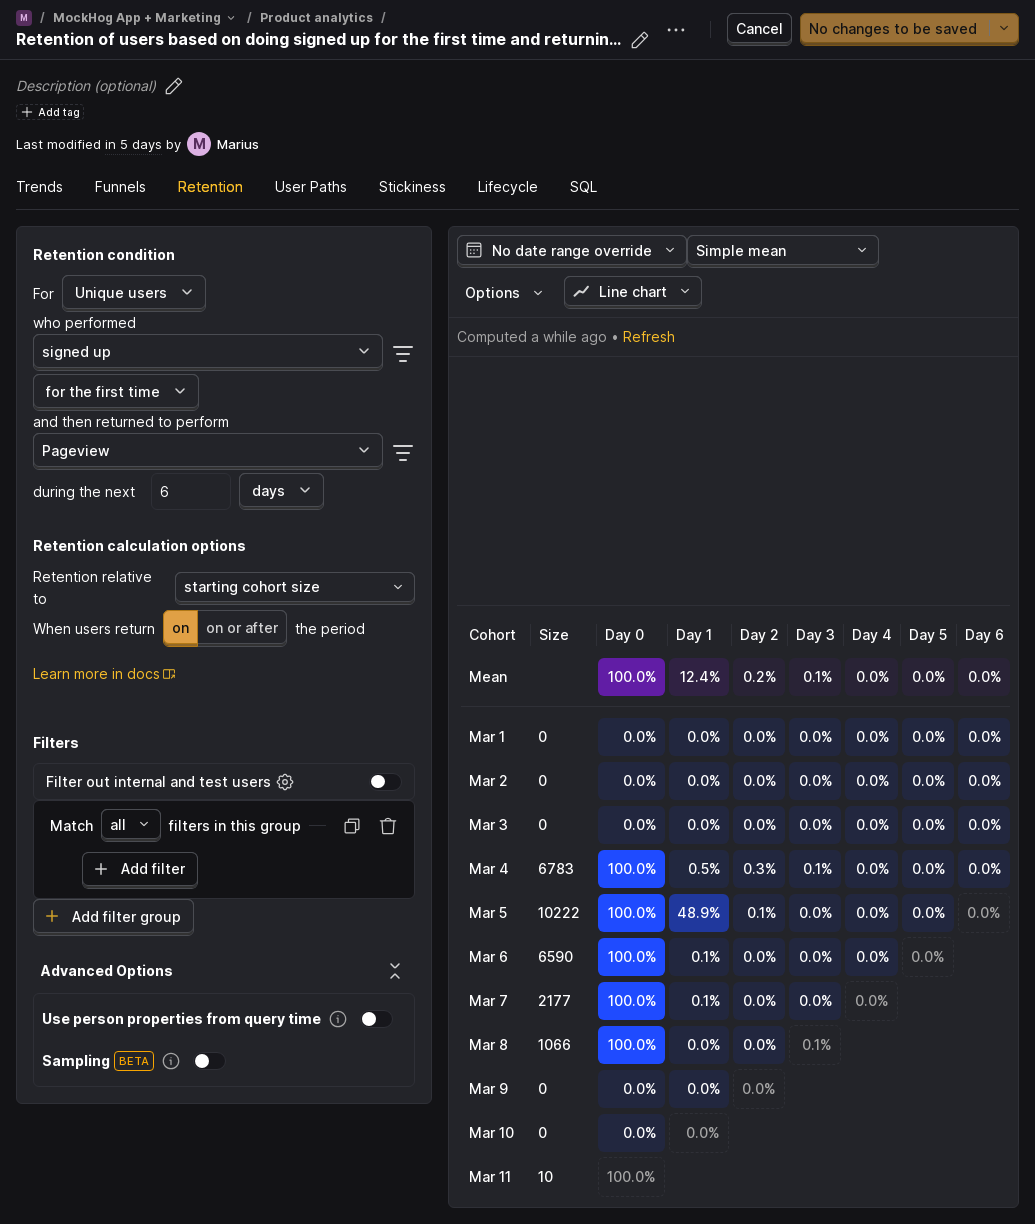 M / MockHog App + Marketing / Product analytics /
Retention of users based on doing signed up for the first time and returnin...
Cancel
No changes to be saved
Description (optional)
Add tag
Last modified in 5 days by M Marius
Trends Funnels Retention User Paths Stickiness Lifecycle SQL
Retention condition
For Unique users
who performed
signed up
for the first time
and then returned to perform
Pageview
during the next 6 days
Retention calculation options
Retention relative
to
starting cohort size
When users return on on or after the period
Learn more in docs
Filters
Filter out internal and test users
Match all filters in this group
Add filter
Add filter group
Advanced Options
Use person properties from query time
Sampling BETA
No date range override Simple mean
Options Line chart
Computed a while ago • Refresh
Cohort Size Day 0 Day 1 Day 2 Day 3 Day 4 Day 5 Day 6
Mean 100.0% 12.4% 0.2% 0.1% 0.0% 0.0% 0.0%
Mar 1 0 0.0% 0.0% 0.0% 0.0% 0.0% 0.0% 0.0%
Mar 2 0 0.0% 0.0% 0.0% 0.0% 0.0% 0.0% 0.0%
Mar 3 0 0.0% 0.0% 0.0% 0.0% 0.0% 0.0% 0.0%
Mar 4 6783 100.0% 0.5% 0.3% 0.1% 0.0% 0.0% 0.0%
Mar 5 10222 100.0% 48.9% 0.1% 0.0% 0.0% 0.0% 0.0%
Mar 6 6590 100.0% 0.1% 0.0% 0.0% 0.0% 0.0%
Mar 7 2177 100.0% 0.1% 0.0% 0.0% 0.0%
Mar 8 1066 100.0% 0.0% 0.0% 0.1%
Mar 9 0 0.0% 0.0% 0.0%
Mar 10 0 0.0% 0.0%
Mar 11 10 100.0%